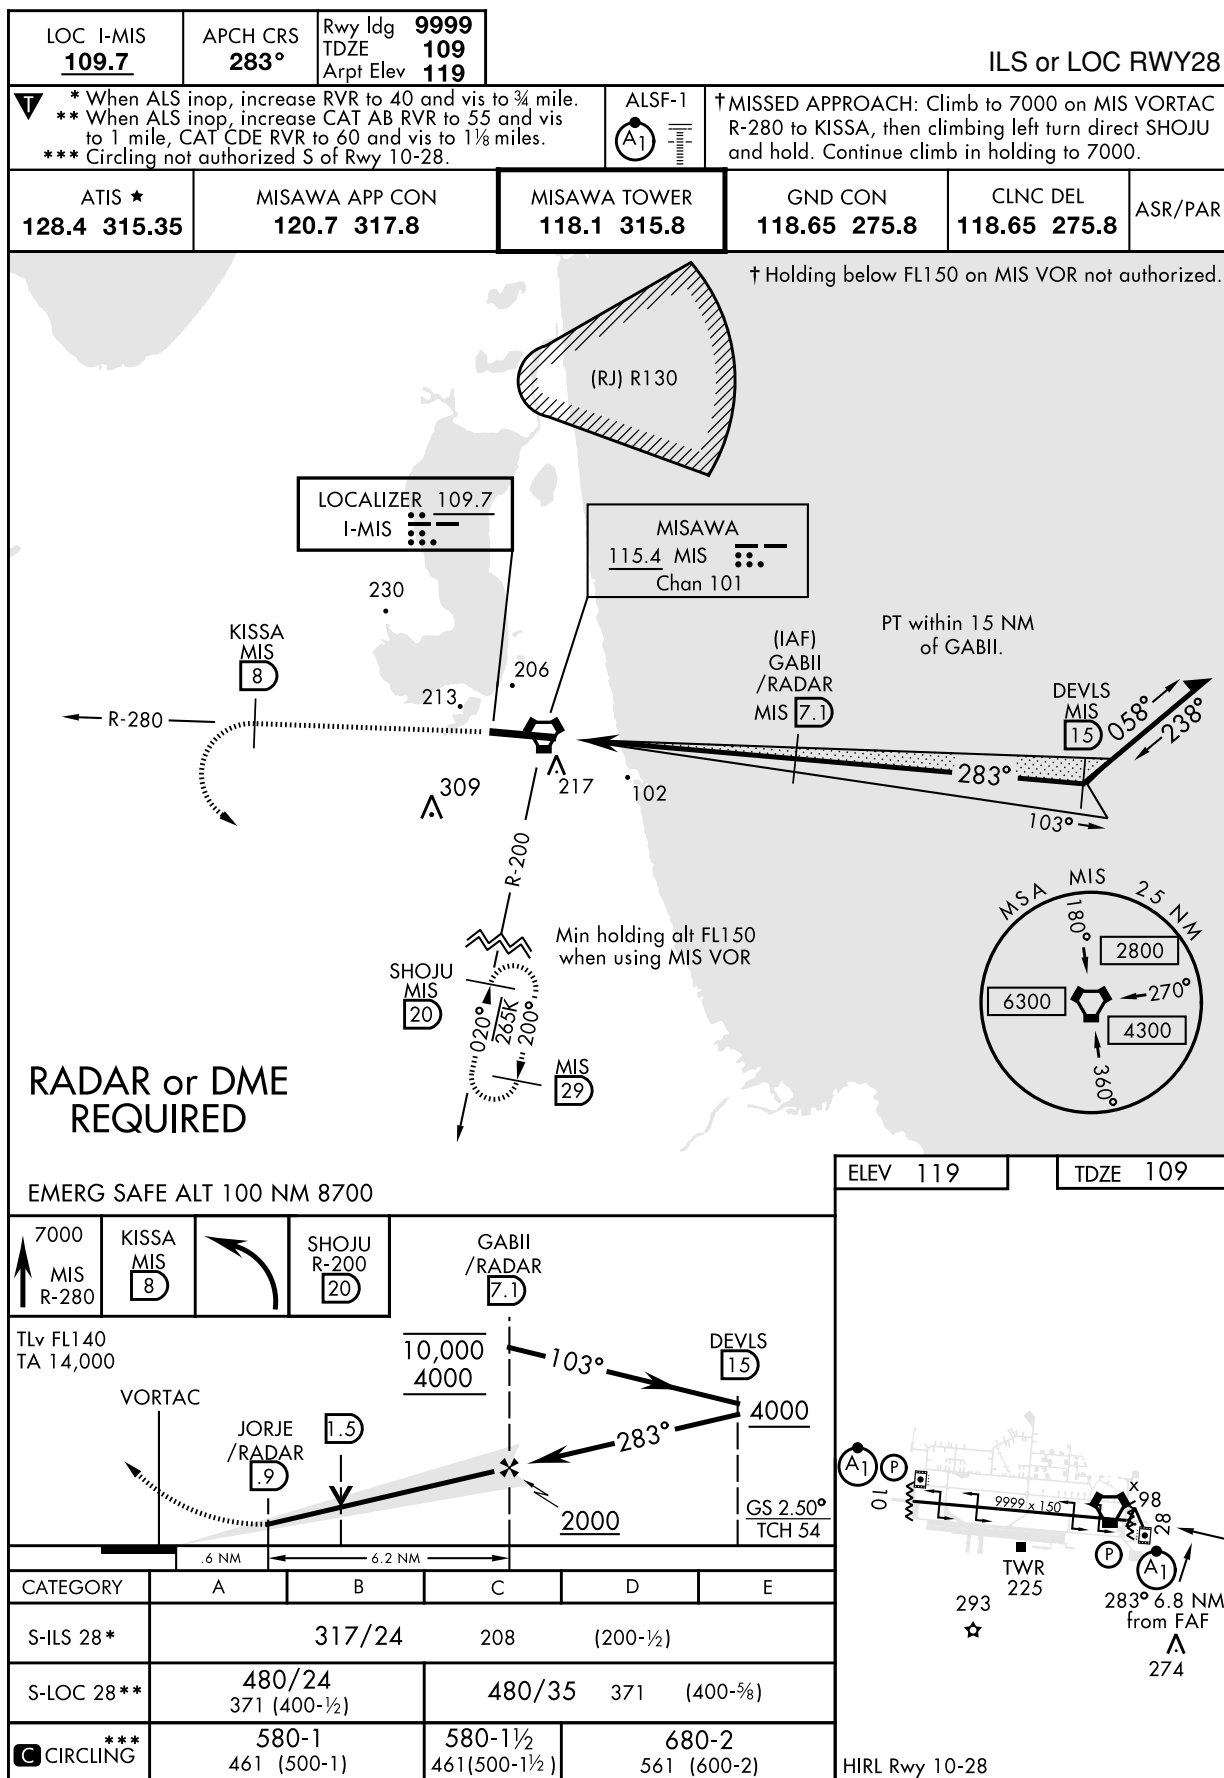 LOC I-MIS
109.7
APCH CRS
283°
Rwy ldg 9999
TDZE 109
Arpt Elev 119
ILS or LOC RWY28
T
* When ALS inop, increase RVR to 40 and vis to ¾ mile.
** When ALS inop, increase CAT AB RVR to 55 and vis
to 1 mile, CAT CDE RVR to 60 and vis to 1⅛ miles.
*** Circling not authorized S of Rwy 10-28.
ALSF-1
A1
† MISSED APPROACH: Climb to 7000 on MIS VORTAC
R-280 to KISSA, then climbing left turn direct SHOJU
and hold. Continue climb in holding to 7000.
ATIS ★
128.4 315.35
MISAWA APP CON
120.7 317.8
MISAWA TOWER
118.1 315.8
GND CON
118.65 275.8
CLNC DEL
118.65 275.8
ASR/PAR
† Holding below FL150 on MIS VOR not authorized.
(RJ) R130
LOCALIZER 109.7
I-MIS
MISAWA
115.4 MIS
Chan 101
230
KISSA
MIS
8
206
213
R-280
309
217
102
(IAF)
GABII
/RADAR
MIS 7.1
PT within 15 NM
of GABII.
DEVLS
MIS
15
058°
238°
283°
103°
R-200
Min holding alt FL150
when using MIS VOR
SHOJU
MIS
20
020°
265K
200°
MIS
29
MSA MIS 25 NM
180°
2800
6300
270°
4300
360°
RADAR or DME
REQUIRED
EMERG SAFE ALT 100 NM 8700
ELEV 119
TDZE 109
7000
MIS
R-280
KISSA
MIS
8
SHOJU
R-200
20
GABII
/RADAR
7.1
TLv FL140
TA 14,000
10,000
4000
103°
DEVLS
15
4000
VORTAC
JORJE
/RADAR
.9
1.5
283°
2000
GS 2.50°
TCH 54
.6 NM
6.2 NM
A1
P
10
9999 x 150
x
98
28
TWR
225
P
A1
293
283° 6.8 NM
from FAF
274
HIRL Rwy 10-28
CATEGORY A B C D E
S-ILS 28* 317/24 208 (200-½)
S-LOC 28** 480/24
371 (400-½)
480/35 371 (400-⅝)
C CIRCLING ***
580-1
461 (500-1)
580-1½
461(500-1½)
680-2
561 (600-2)